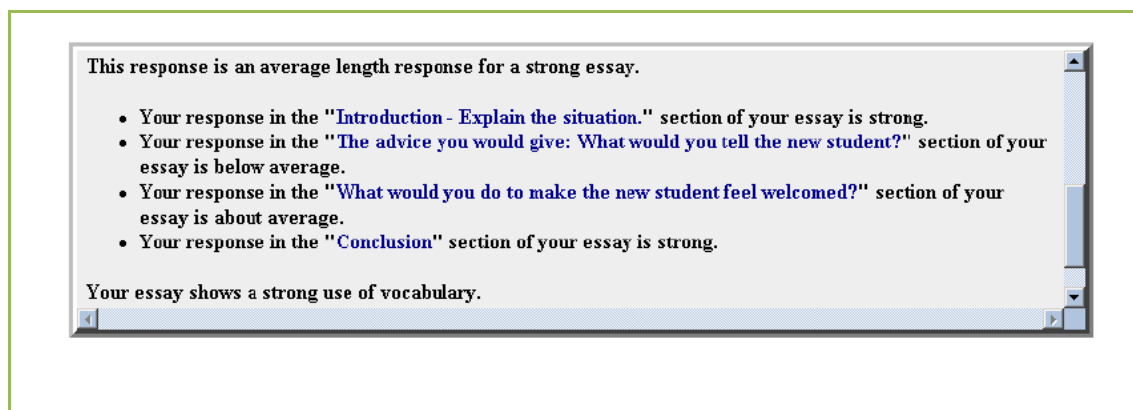 This response is an average length response for a strong essay.
• Your response in the "Introduction - Explain the situation." section of your essay is strong.
• Your response in the "The advice you would give: What would you tell the new student?" section of your
essay is below average.
• Your response in the "What would you do to make the new student feel welcomed?" section of your
essay is about average.
• Your response in the "Conclusion" section of your essay is strong.
Your essay shows a strong use of vocabulary.